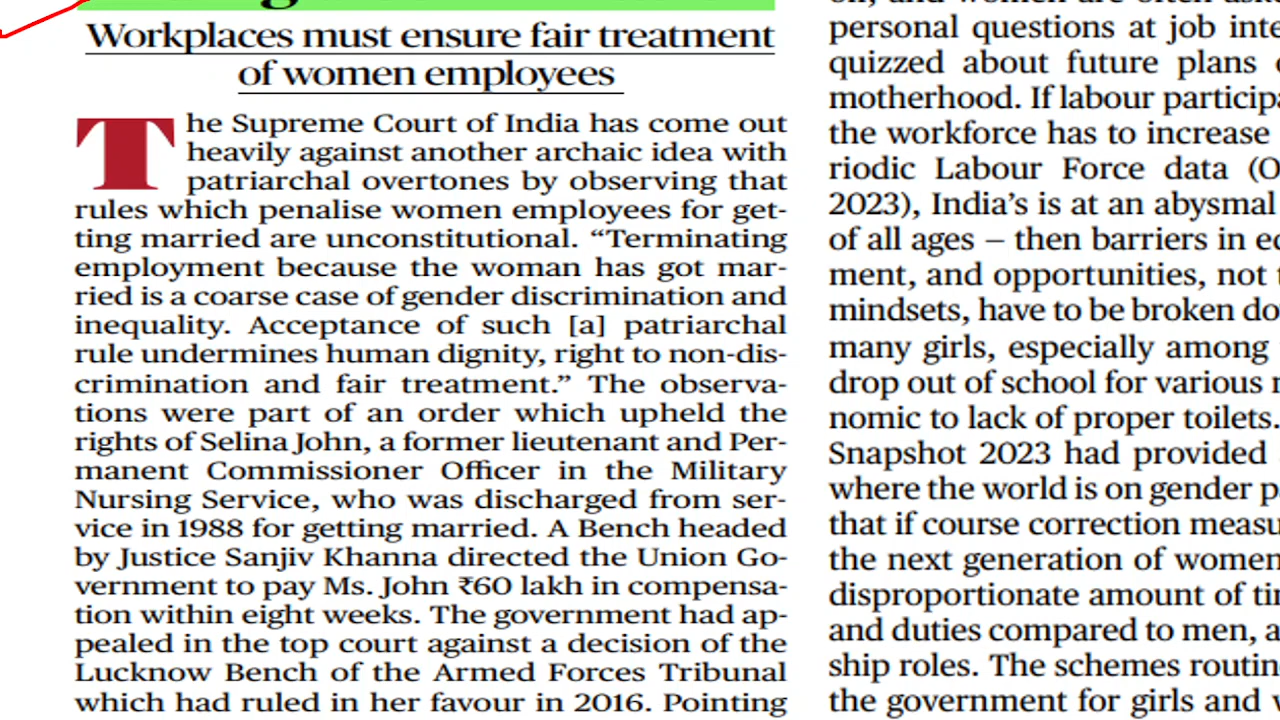 Workplaces must ensure fair treatment
of women employees
The Supreme Court of India has come out
heavily against another archaic idea with
patriarchal overtones by observing that
rules which penalise women employees for get-
ting married are unconstitutional. “Terminating
employment because the woman has got mar-
ried is a coarse case of gender discrimination and
inequality. Acceptance of such [a] patriarchal
rule undermines human dignity, right to non-dis-
crimination and fair treatment.” The observa-
tions were part of an order which upheld the
rights of Selina John, a former lieutenant and Per-
manent Commissioner Officer in the Military
Nursing Service, who was discharged from ser-
vice in 1988 for getting married. A Bench headed
by Justice Sanjiv Khanna directed the Union Go-
vernment to pay Ms. John ₹60 lakh in compensa-
tion within eight weeks. The government had ap-
pealed in the top court against a decision of the
Lucknow Bench of the Armed Forces Tribunal
which had ruled in her favour in 2016. Pointing
personal questions at job inte
quizzed about future plans
motherhood. If labour participa
the workforce has to increase
riodic Labour Force data (O
2023), India’s is at an abysmal
of all ages – then barriers in ed
ment, and opportunities, not
mindsets, have to be broken do
many girls, especially among
drop out of school for various
nomic to lack of proper toilets.
Snapshot 2023 had provided
where the world is on gender p
that if course correction measu
the next generation of women
disproportionate amount of tin
and duties compared to men, a
ship roles. The schemes routin
the government for girls and